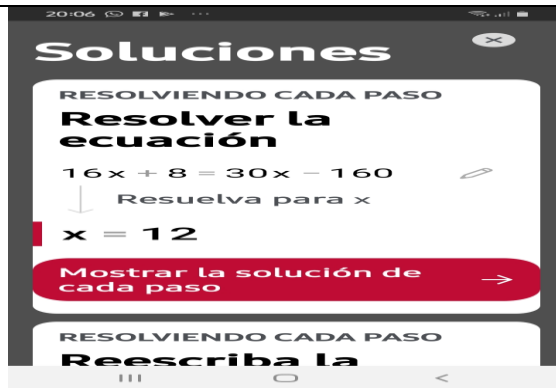 20:06
Soluciones
RESOLVIENDO CADA PASO
Resolver la
ecuación
16x + 8 = 30x - 160
Resuelva para x
x = 12
Mostrar la solución de
cada paso
RESOLVIENDO CADA PASO
Reescriba la